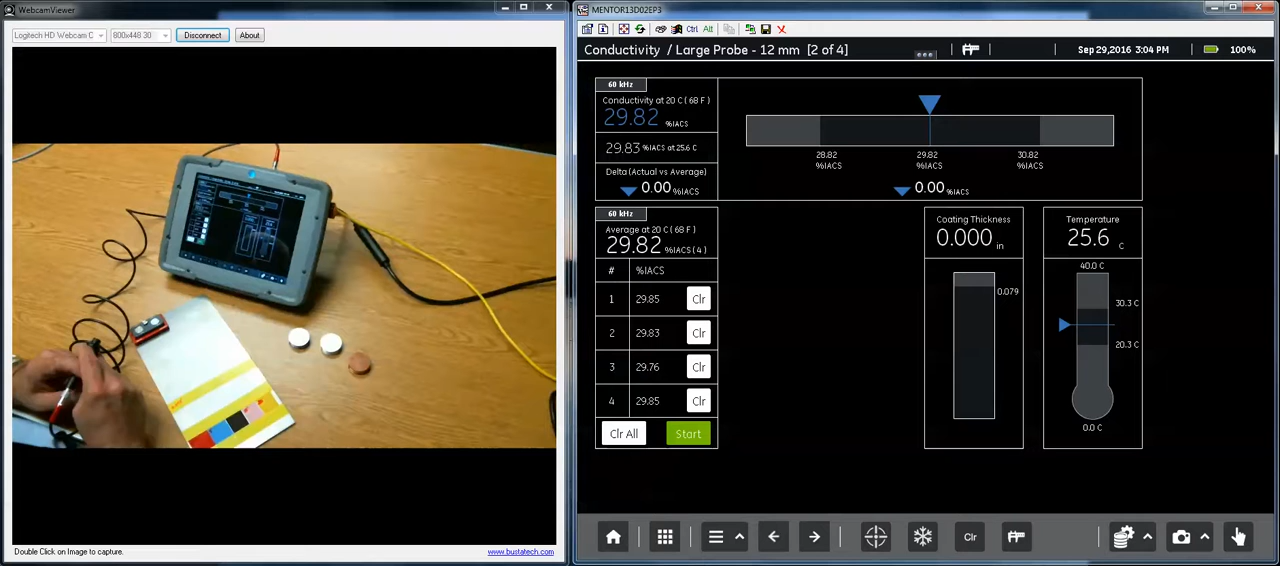 WebcamViewer
Logitech HD Webcam C
800x448 30
Disconnect
About
Double Click on Image to capture.
www.bustatech.com
MENTOR13D02EP3
Ctrl Alt
Conductivity / Large Probe - 12 mm [2 of 4]
Sep 29,2016 3:04 PM
100%
60 kHz
Conductivity at 20 C ( 68 F )
29.82 %IACS
29.83 %IACS at 25.6 C
Delta (Actual vs Average)
0.00 %IACS
28.82
%IACS
29.82
%IACS
30.82
%IACS
0.00 %IACS
60 kHz
Average at 20 C ( 68 F )
29.82 %IACS ( 4 )
# %IACS
1 29.85 Clr
2 29.83 Clr
3 29.76 Clr
4 29.85 Clr
Clr All Start
Coating Thickness
0.000 in
0.079
Temperature
25.6 C
40.0 C
30.3 C
20.3 C
0.0 C
Clr